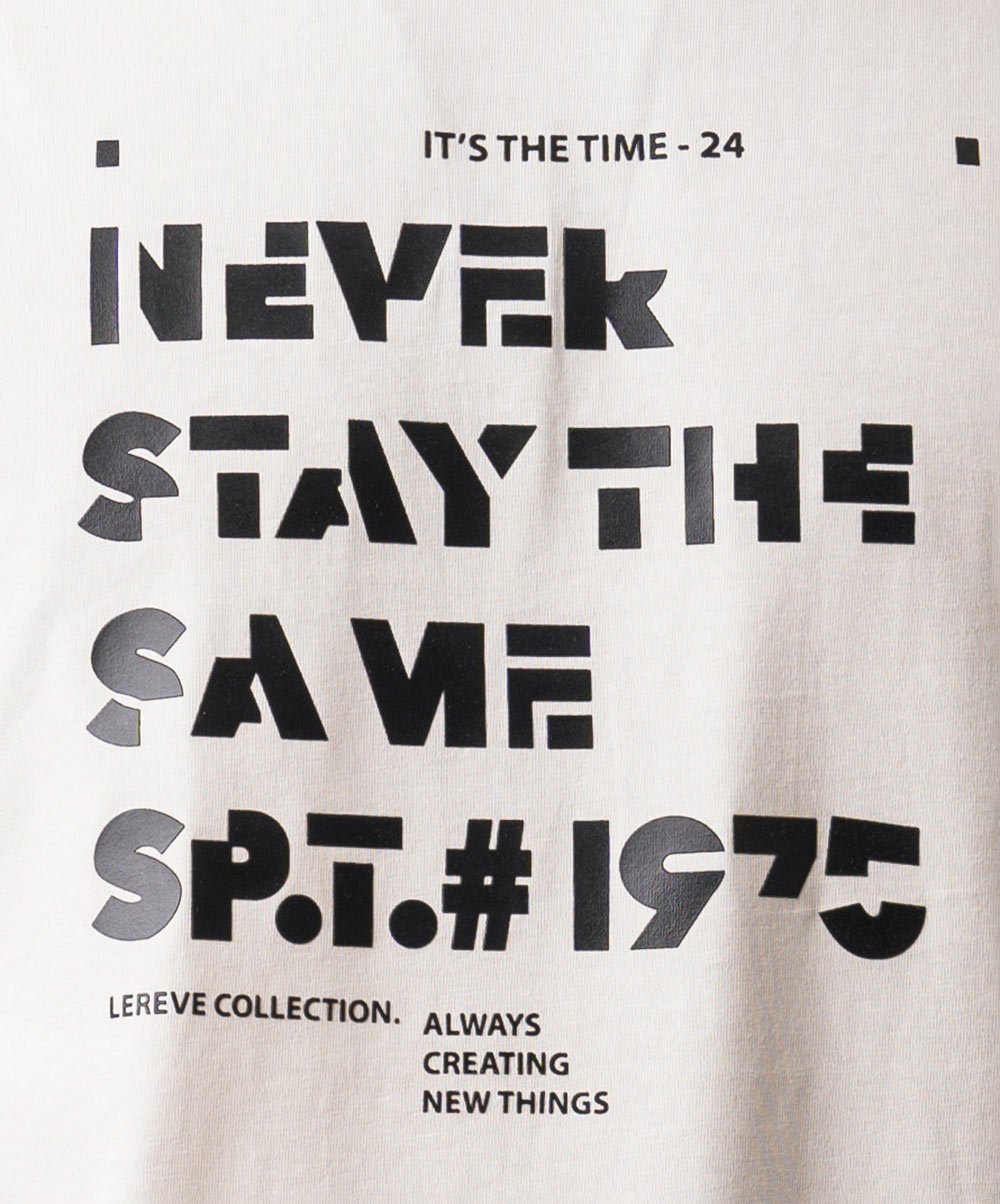 IT'S THE TIME - 24
NEVER
STAY THE
SAME
SP.T.# 1975
LEREVE COLLECTION.
ALWAYS
CREATING
NEW THINGS